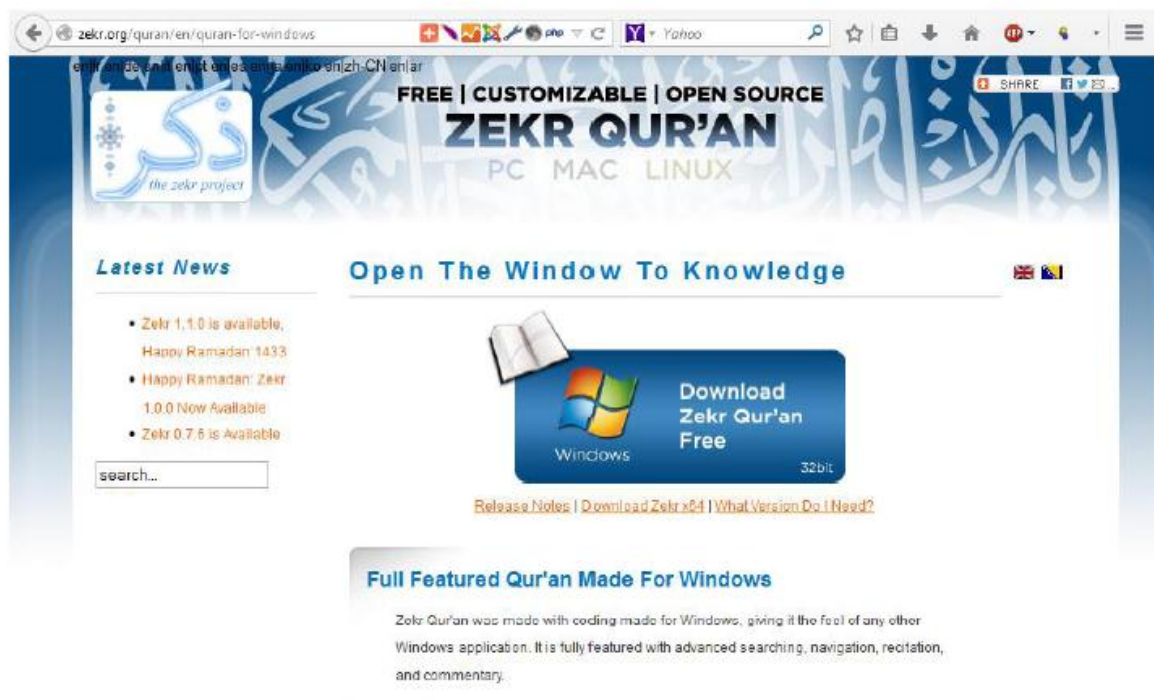 zekr.org/quran/en/quran-for-windows
php
Yahoo
en|zh-CN en|ar
SHARE
FREE | CUSTOMIZABLE | OPEN SOURCE
ZEKR QUR'AN
PC MAC LINUX
ذكر
the zekr project
Latest News
Open The Window To Knowledge
Zekr 1.1.0 is available,
Happy Ramadan 1433
Happy Ramadan: Zekr
1.0.0 Now Available
Zekr 0.7.6 is Available
search...
Download
Zekr Qur'an
Free
Windows
32bit
Release Notes | Download Zekr x64 | What Version Do I Need?
Full Featured Qur'an Made For Windows
Zekr Qur'an was made with coding made for Windows, giving it the feel of any other
Windows application. It is fully featured with advanced searching, navigation, recitation,
and commentary.